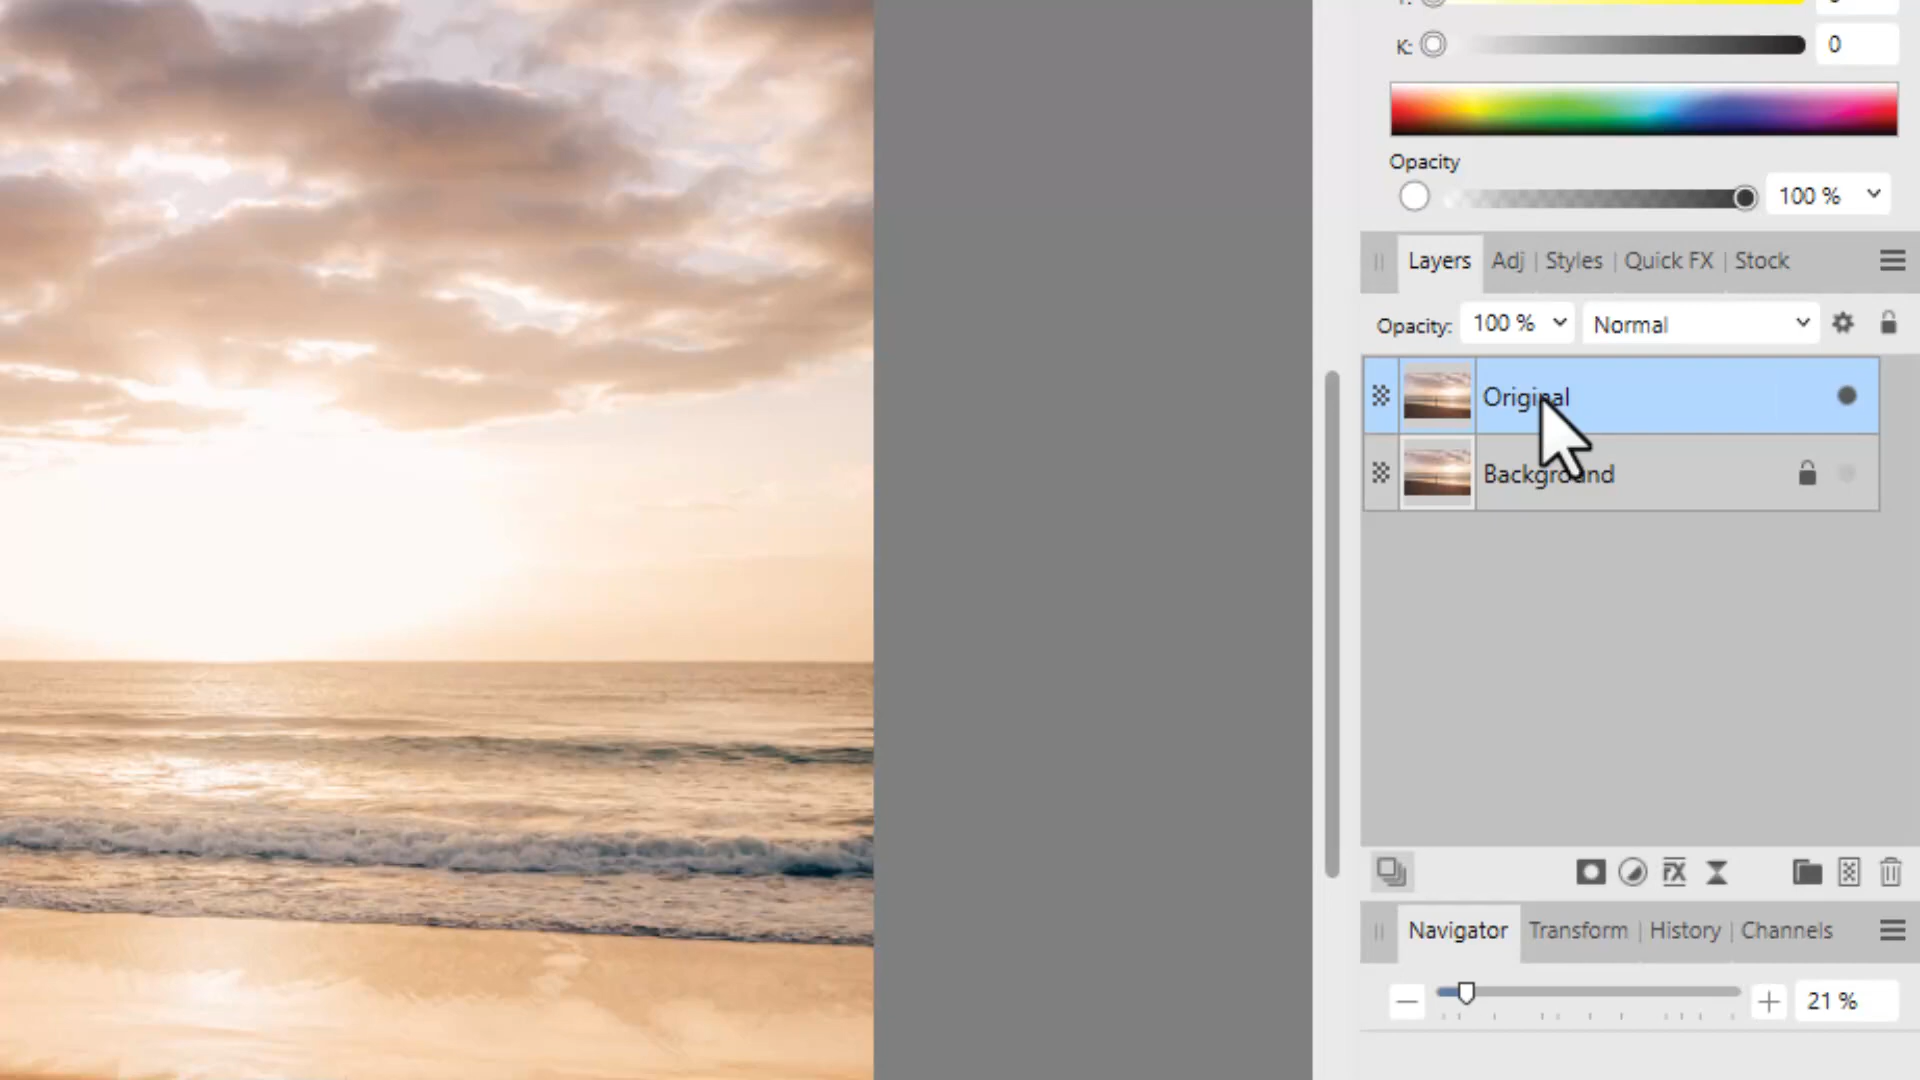 K: 0
Opacity
100 %
Layers Adj Styles Quick FX Stock
Opacity: 100 % Normal
Original
Background
Navigator Transform History Channels
21 %